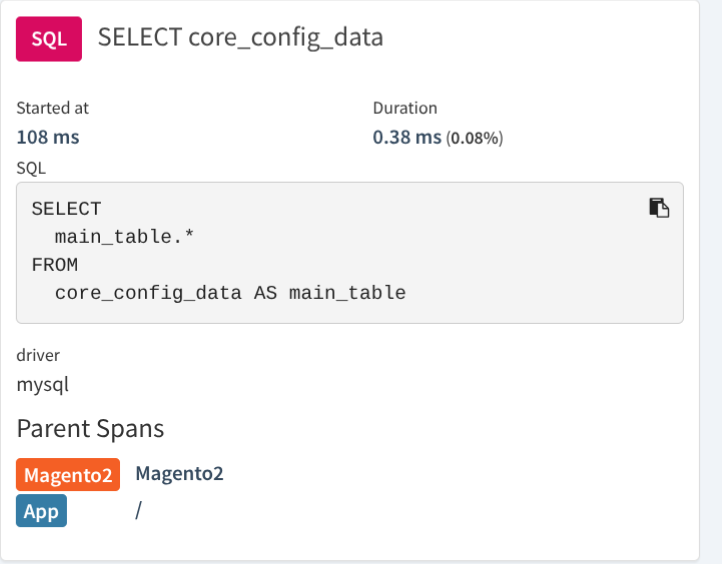 SQL SELECT core_config_data
Started at Duration
108 ms 0.38 ms (0.08%)
SQL
SELECT
  main_table.*
FROM
  core_config_data AS main_table
driver
mysql
Parent Spans
Magento2 Magento2
App /